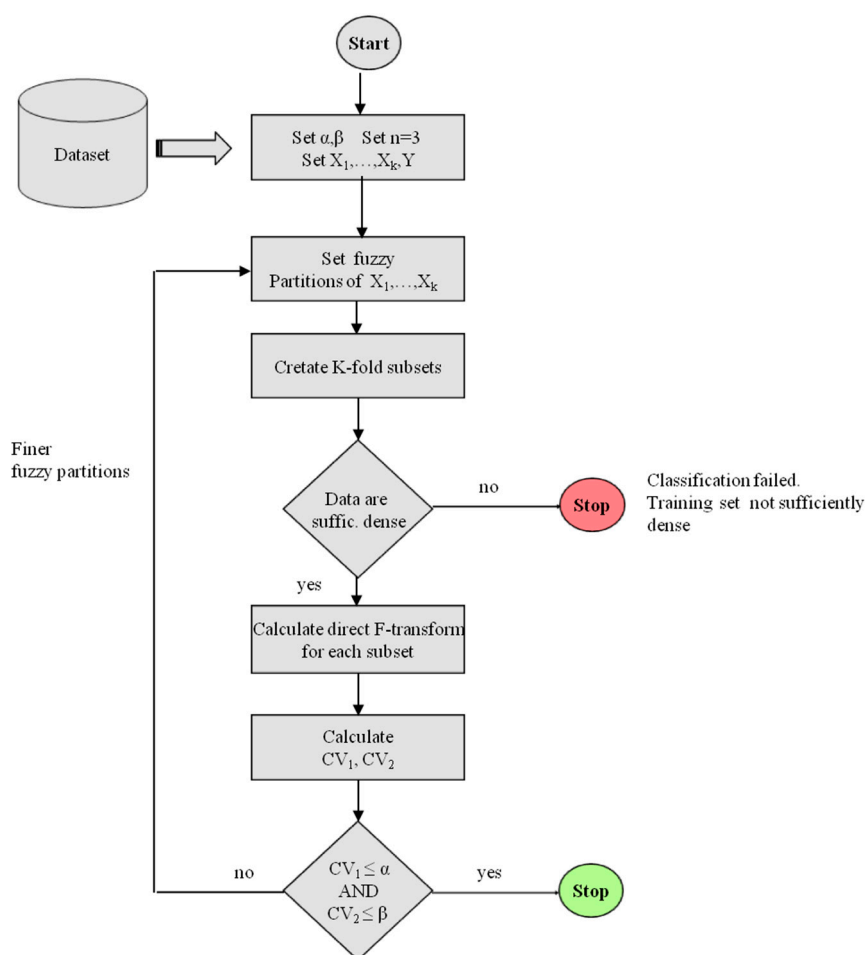 Start
Dataset
Set α,β Set n=3
Set X₁,…,Xₖ,Y
Set fuzzy
Partitions of X₁,…,Xₖ
Cretate K-fold subsets
Finer
fuzzy partitions
Data are
suffic. dense
no
Stop
Classification failed.
Training set not sufficiently
dense
yes
Calculate direct F-transform
for each subset
Calculate
CV₁, CV₂
no
CV₁ ≤ α
AND
CV₂ ≤ β
yes
Stop